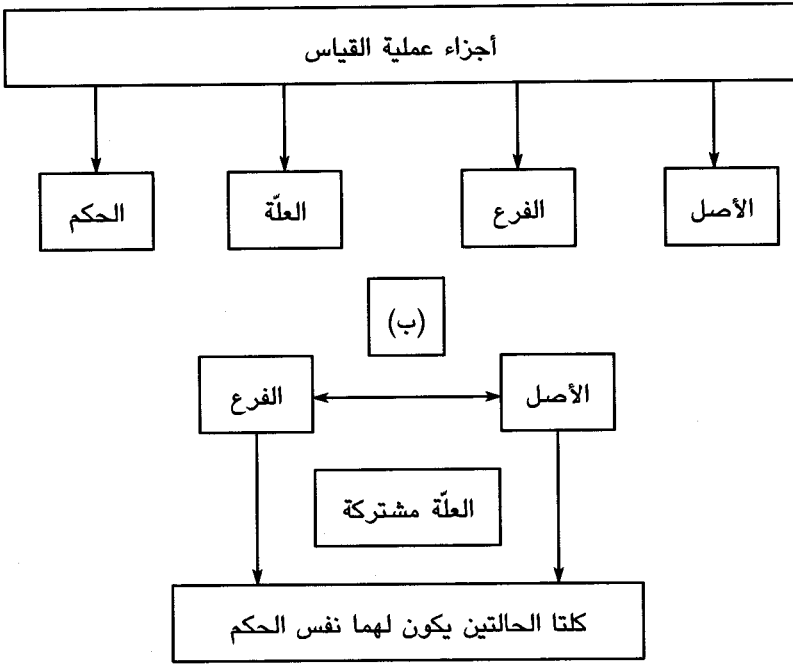 أجزاء عملية القياس
الأصل
الفرع
العلّة
الحكم
(ب)
الأصل
الفرع
العلّة مشتركة
كلتا الحالتين يكون لهما نفس الحكم